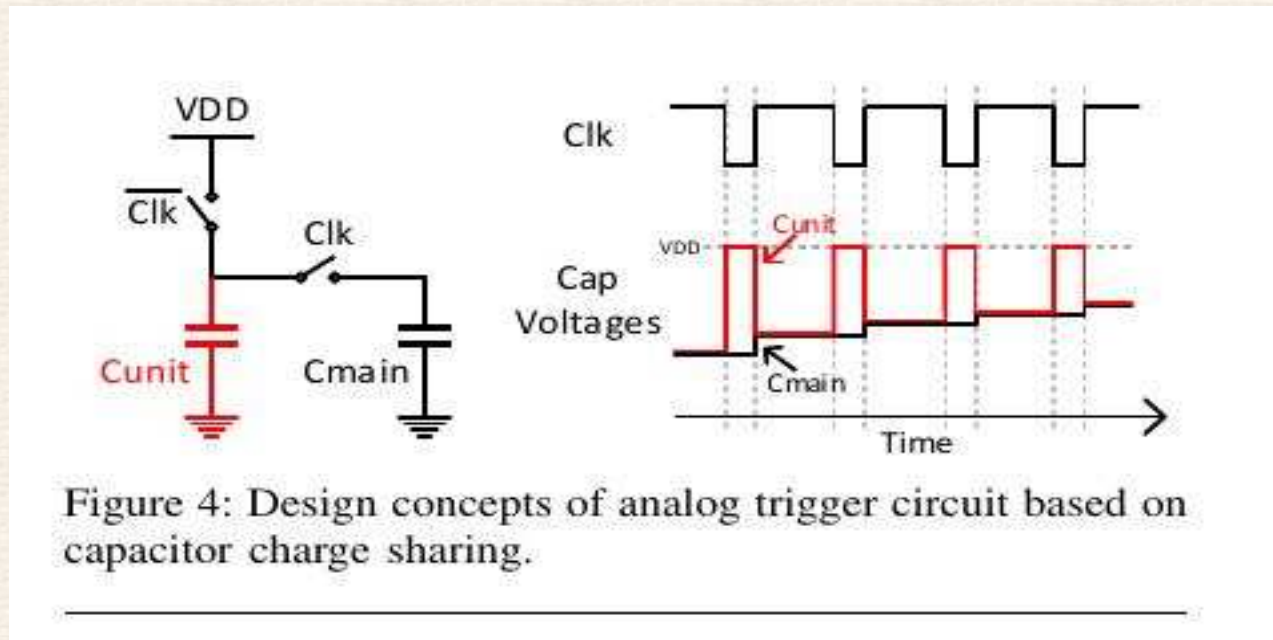 VDD
Clk
Clk
Cunit
Cmain
Clk
VDD
Cunit
Cap
Voltages
Cmain
Time
Figure 4: Design concepts of analog trigger circuit based on
capacitor charge sharing.